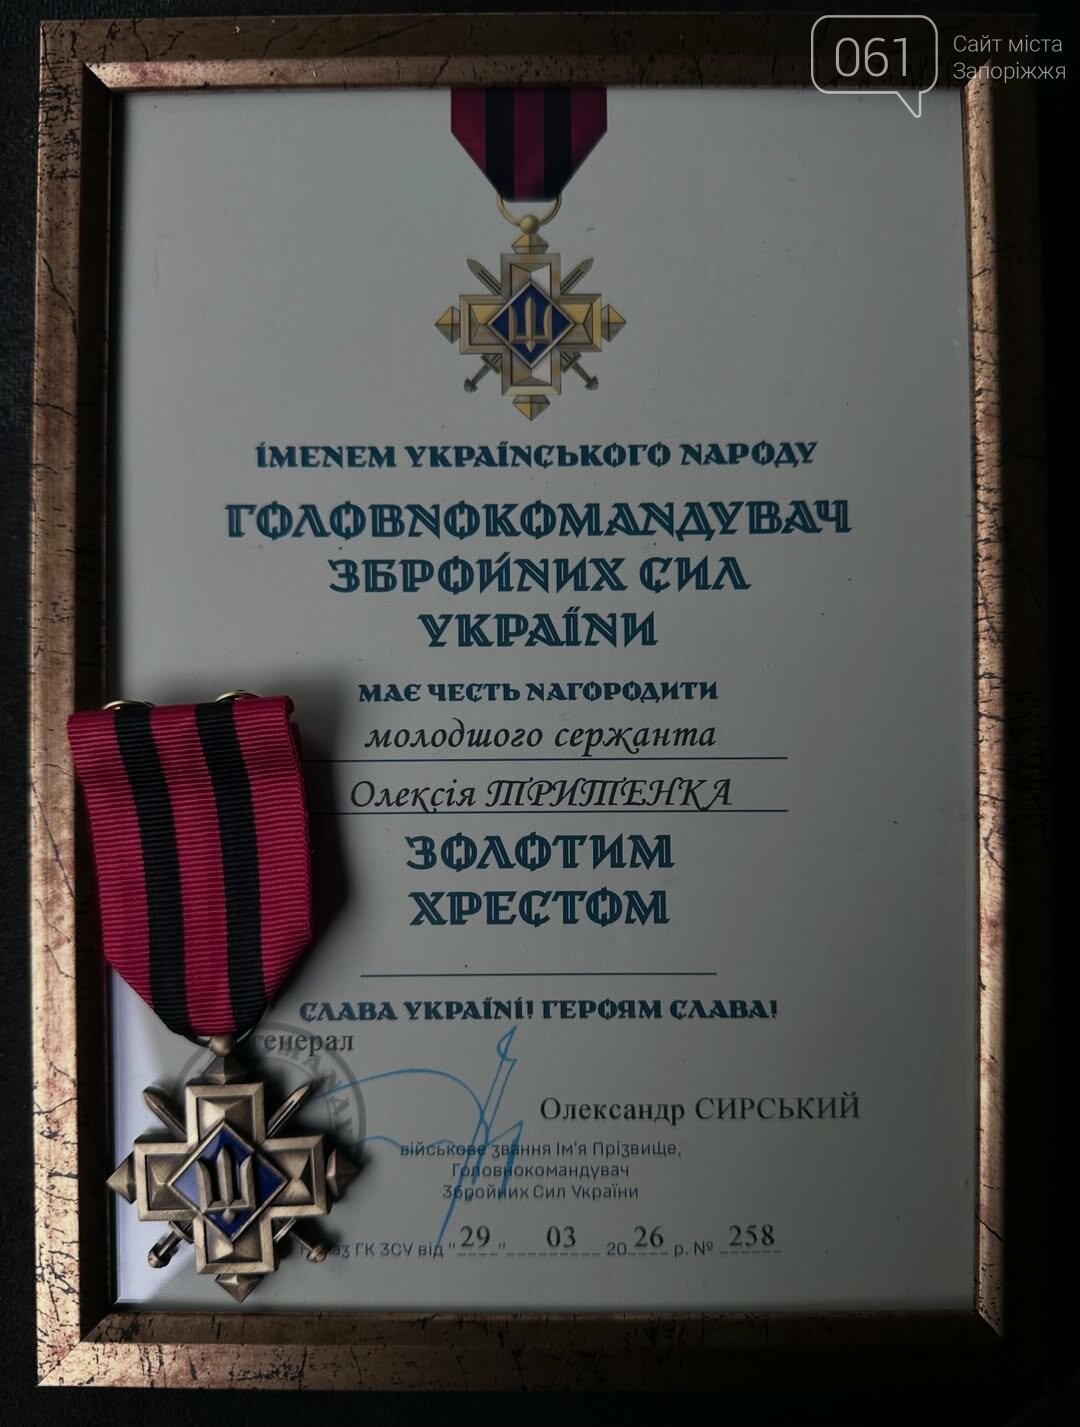 061
Сайт міста
Запоріжжя
ІМЕНЕМ УКРАЇНСЬКОГО НАРОДУ
ГОЛОВНОКОМАНДУВАЧ
ЗБРОЙНИХ СИЛ
УКРАЇНИ
МАЄ ЧЕСТЬ НАГОРОДИТИ
молодшого сержанта
Олексія ТРИТЕНКА
ЗОЛОТИМ
ХРЕСТОМ
СЛАВА УКРАЇНІ! ГЕРОЯМ СЛАВА!
генерал
Олександр СИРСЬКИЙ
військове звання Ім'я Прізвище,
Головнокомандувач
Збройних Сил України
ГК ЗСУ від "29" 03 2026 р. № 258